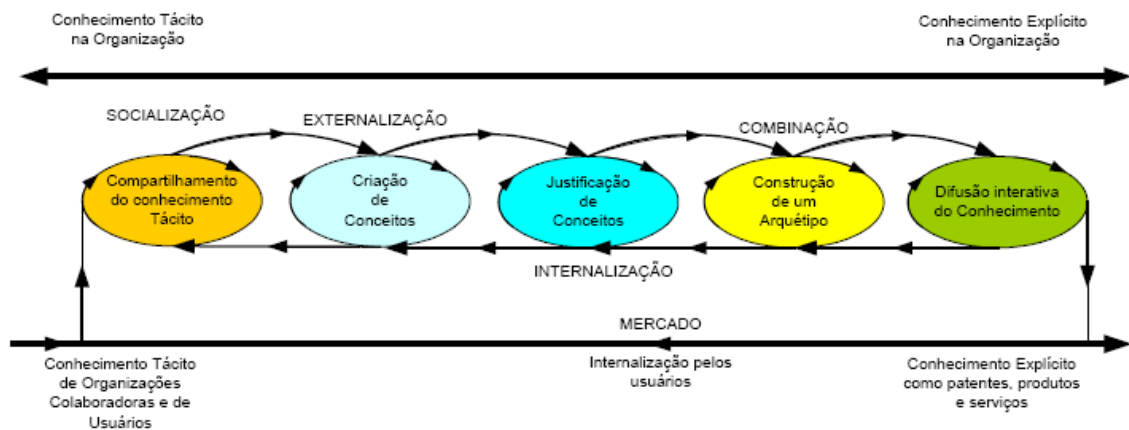 Conhecimento Tácito
na Organização
Conhecimento Explícito
na Organização
SOCIALIZAÇÃO
EXTERNALIZAÇÃO
COMBINAÇÃO
Compartilhamento
do conhecimento
Tácito
Criação
de
Conceitos
Justificação
de
Conceitos
Construção
de um
Arquétipo
Difusão interativa
do Conhecimento
INTERNALIZAÇÃO
MERCADO
Conhecimento Tácito
de Organizações
Colaboradoras e de
Usuários
Internalização pelos
usuários
Conhecimento Explícito
como patentes, produtos
e serviços